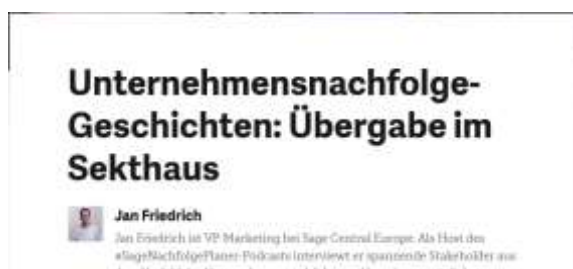 Unternehmensnachfolge-
Geschichten: Übergabe im
Sekthaus
Jan Friedrich
Jan Friedrich ist VP Marketing bei Sage Central Europe. Als Host des
#SageNachfolgePlaner-Podcasts interviewt er spannende Stakeholder aus